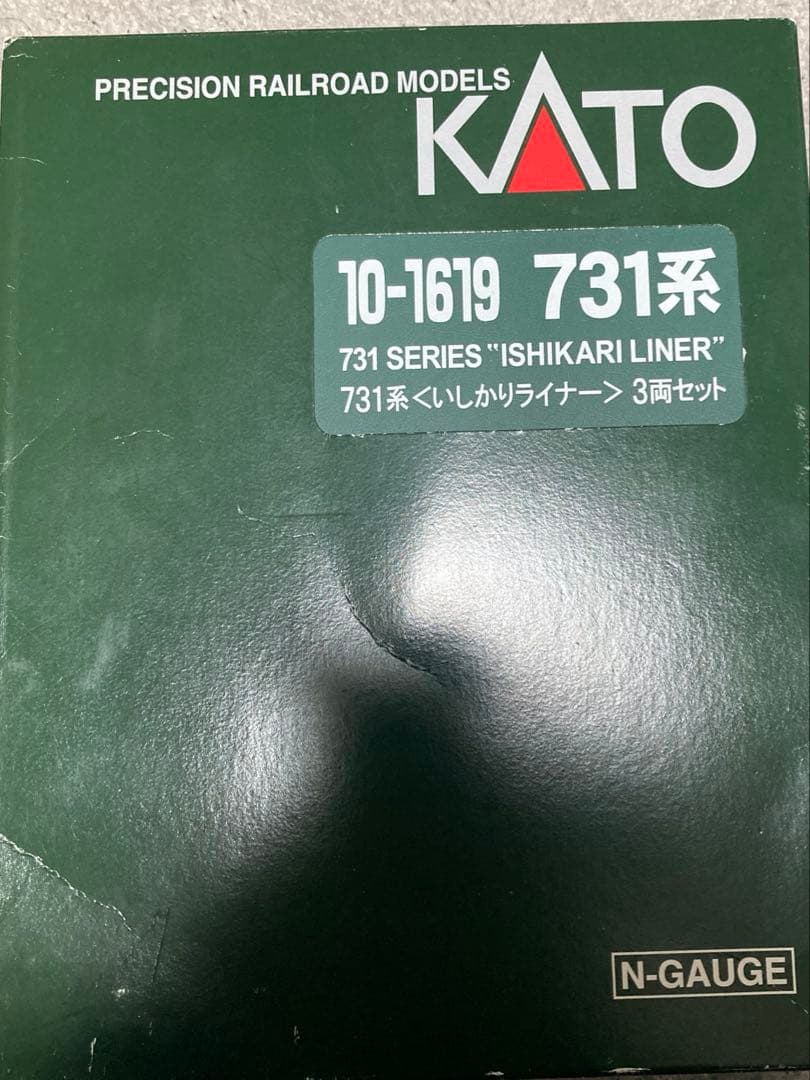 PRECISION RAILROAD MODELS
KATO
10-1619 731系
731 SERIES "ISHIKARI LINER"
731系<いしかりライナー> 3両セット
N-GAUGE